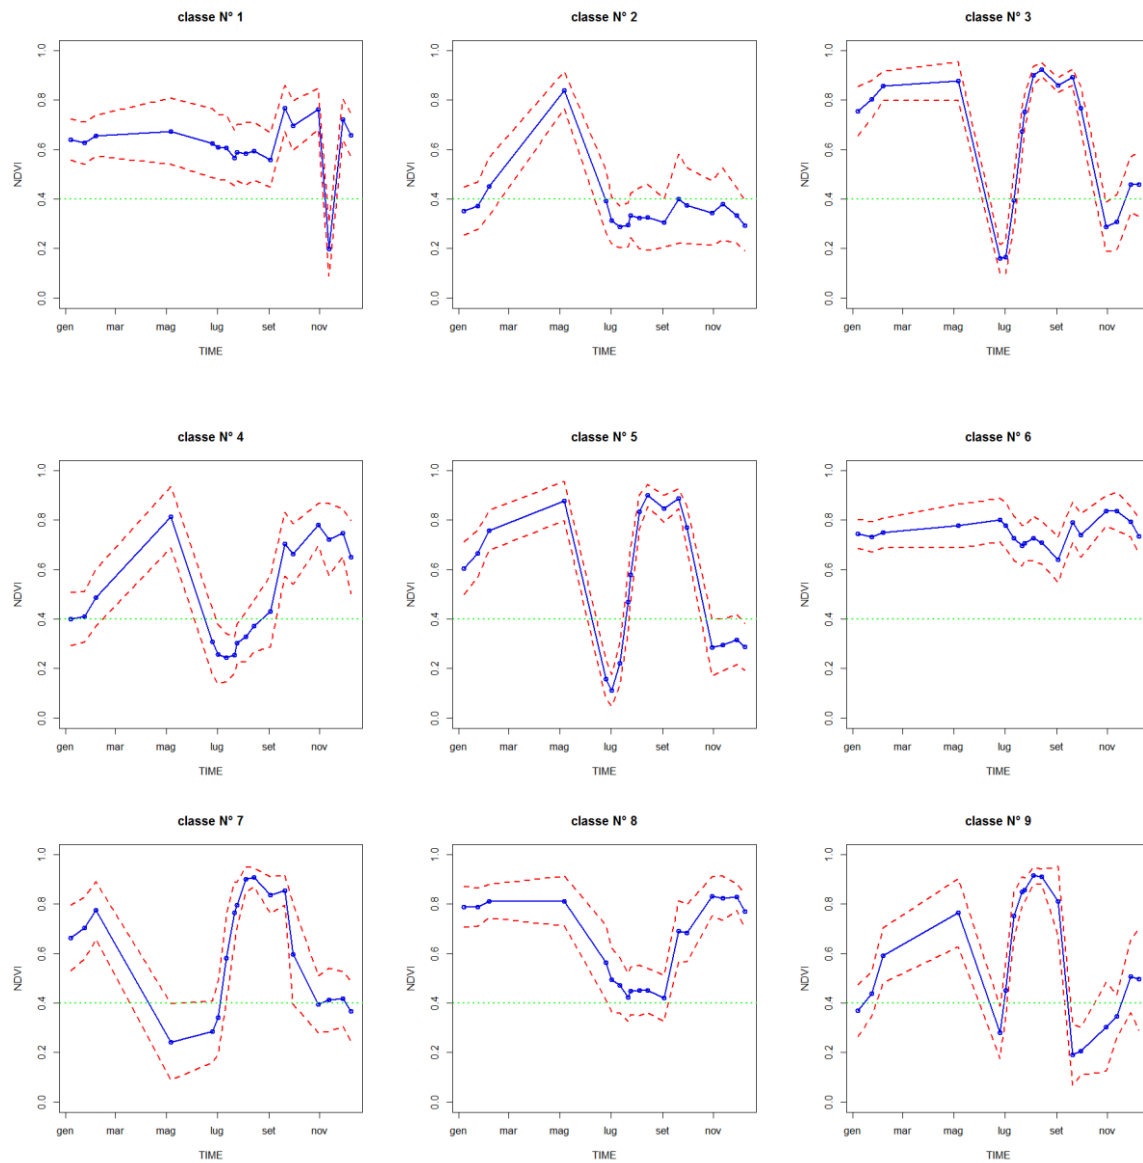 classe N° 1
classe N° 2
classe N° 3
NDVI
0.0 0.2 0.4 0.6 0.8 1.0
gen mar mag lug set nov
TIME
NDVI
0.0 0.2 0.4 0.6 0.8 1.0
gen mar mag lug set nov
TIME
NDVI
0.0 0.2 0.4 0.6 0.8 1.0
gen mar mag lug set nov
TIME
classe N° 4
classe N° 5
classe N° 6
NDVI
0.0 0.2 0.4 0.6 0.8 1.0
gen mar mag lug set nov
TIME
NDVI
0.0 0.2 0.4 0.6 0.8 1.0
gen mar mag lug set nov
TIME
NDVI
0.0 0.2 0.4 0.6 0.8 1.0
gen mar mag lug set nov
TIME
classe N° 7
classe N° 8
classe N° 9
NDVI
0.0 0.2 0.4 0.6 0.8 1.0
gen mar mag lug set nov
TIME
NDVI
0.0 0.2 0.4 0.6 0.8 1.0
gen mar mag lug set nov
TIME
NDVI
0.0 0.2 0.4 0.6 0.8 1.0
gen mar mag lug set nov
TIME